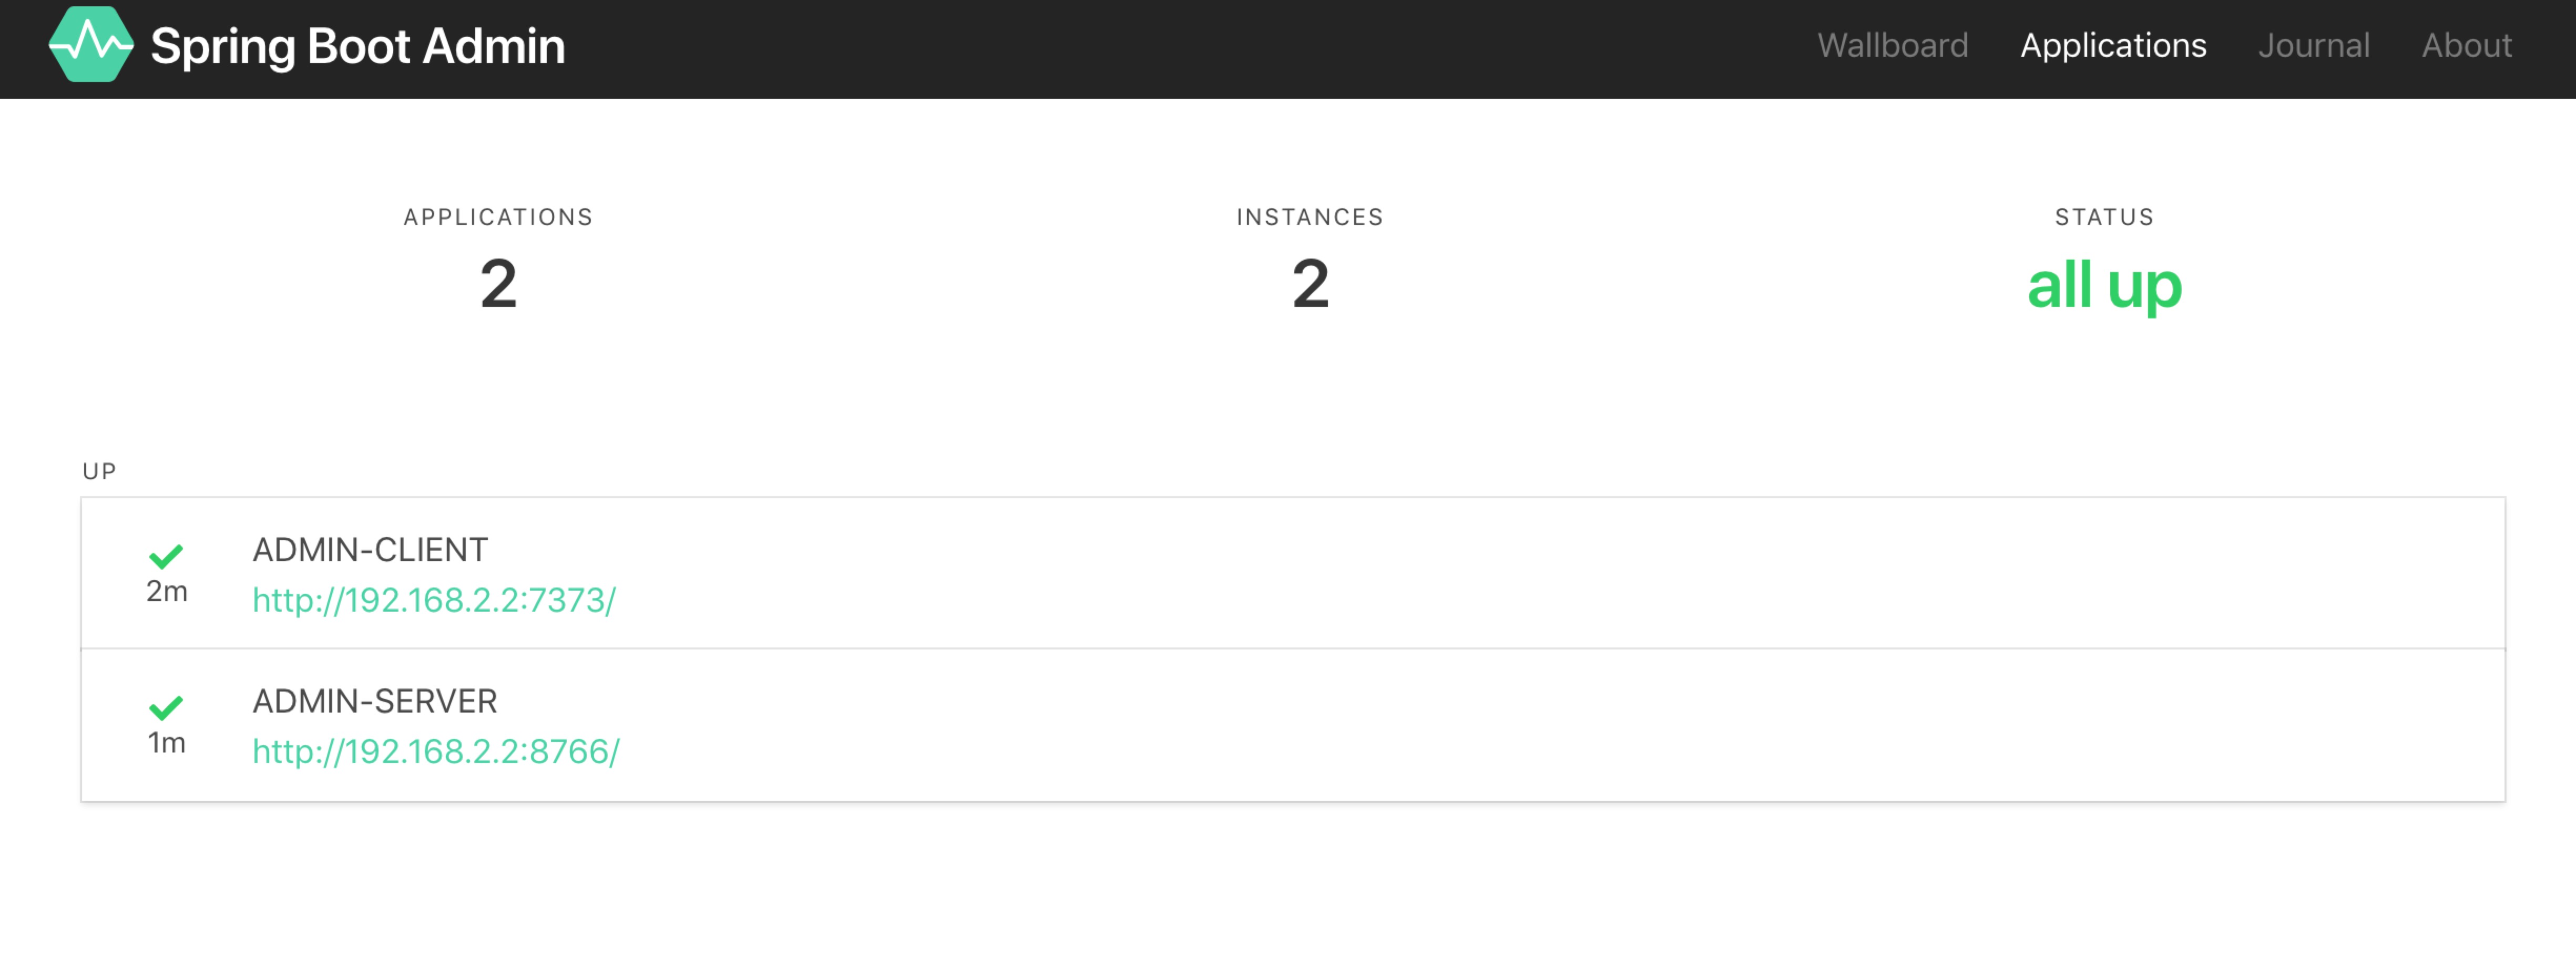 Spring Boot Admin Wallboard Applications Journal About
APPLICATIONS INSTANCES STATUS
2 2 all up
UP
ADMIN-CLIENT
2m http://192.168.2.2:7373/
ADMIN-SERVER
1m http://192.168.2.2:8766/